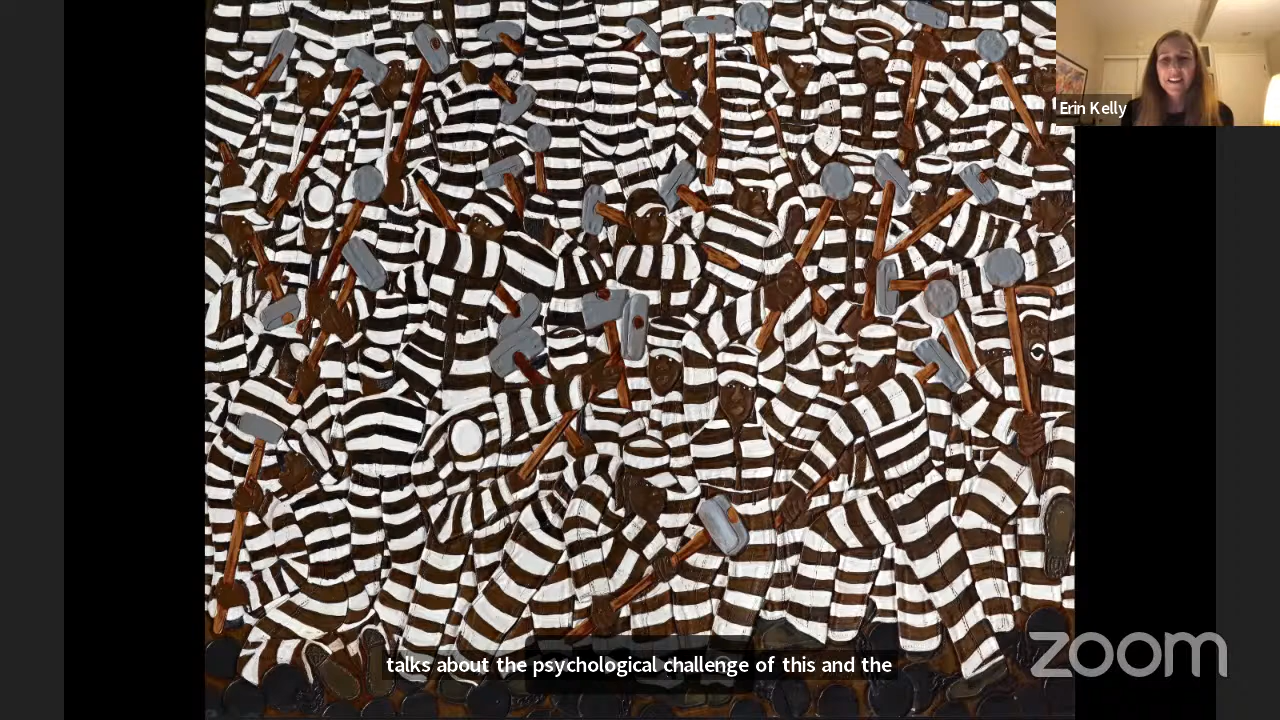 Erin Kelly
talks about the psychological challenge of this and the
zoom